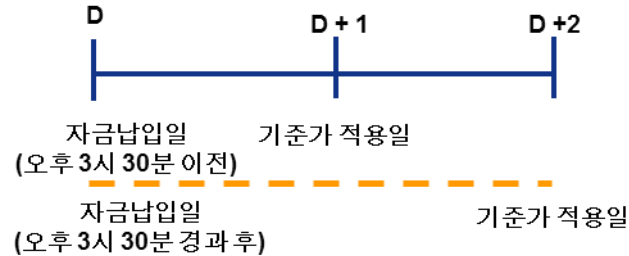 D
D + 1
D +2
자금납입일
(오후 3시 30분 이전)
기준가 적용일
자금납입일
(오후 3시 30분 경과 후)
기준가 적용일